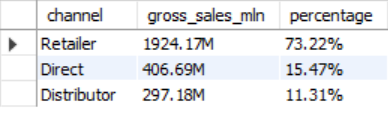 channel gross_sales_mln percentage
Retailer 1924.17M 73.22%
Direct 406.69M 15.47%
Distributor 297.18M 11.31%